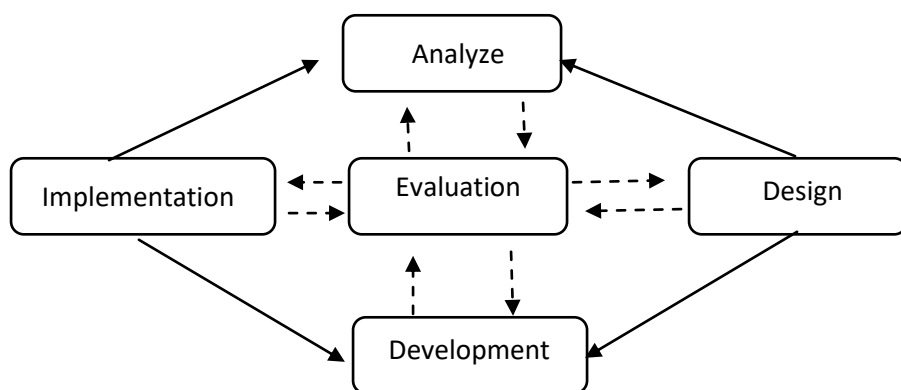 Analyze
Implementation
Evaluation
Design
Development